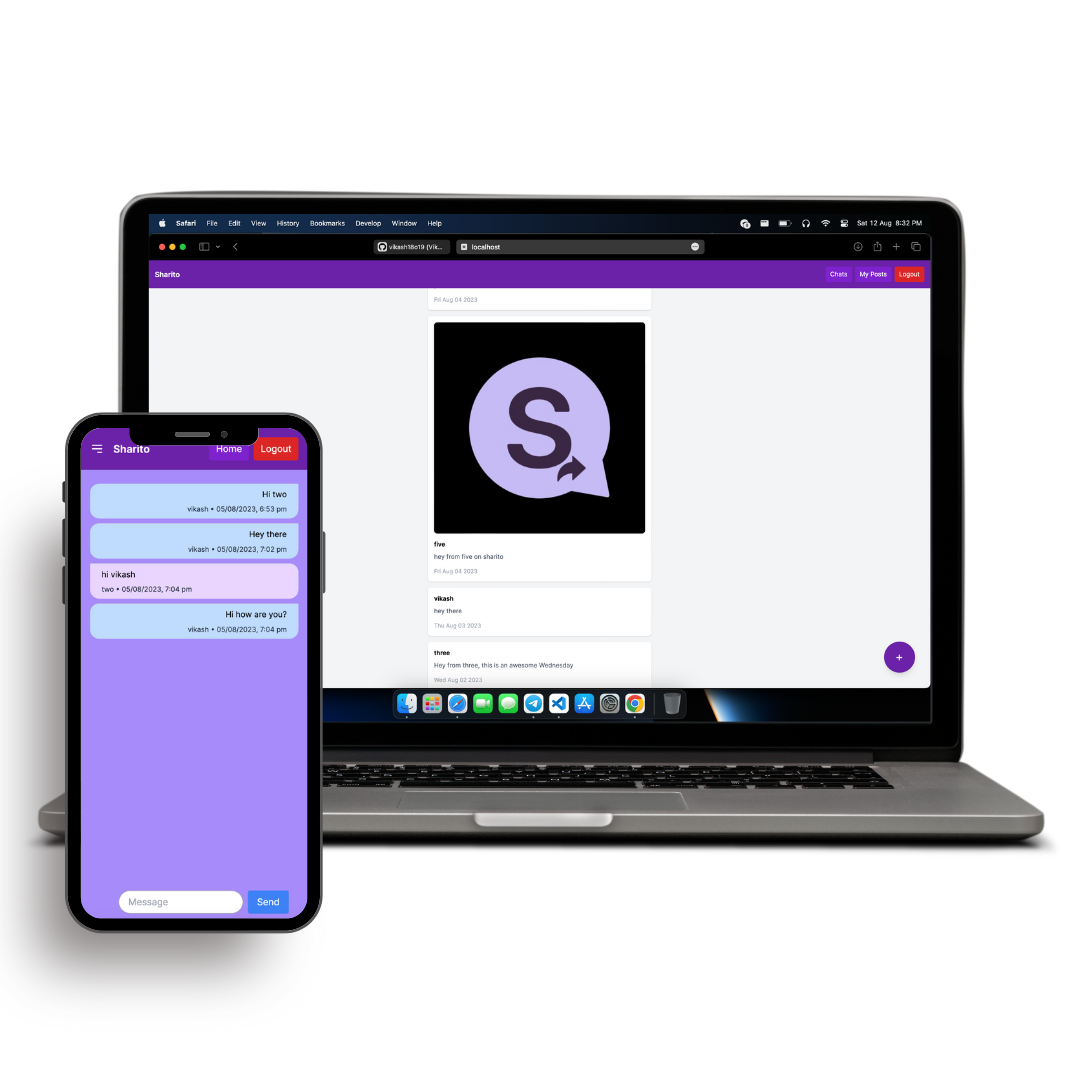 Safari File Edit View History Bookmarks Develop Window Help Sat 12 Aug 8:32 PM
vikash18c19 (Vik... localhost
Sharito Chats My Posts Logout
Fri Aug 04 2023
S
five
hey from five on sharito
Fri Aug 04 2023
vikash
hey there
Thu Aug 03 2023
three
Hey from three, this is an awesome Wednesday
Wed Aug 02 2023
+
Sharito Home Logout
Hi two
vikash • 05/08/2023, 6:53 pm
Hey there
vikash • 05/08/2023, 7:02 pm
hi vikash
two • 05/08/2023, 7:04 pm
Hi how are you?
vikash • 05/08/2023, 7:04 pm
Message Send